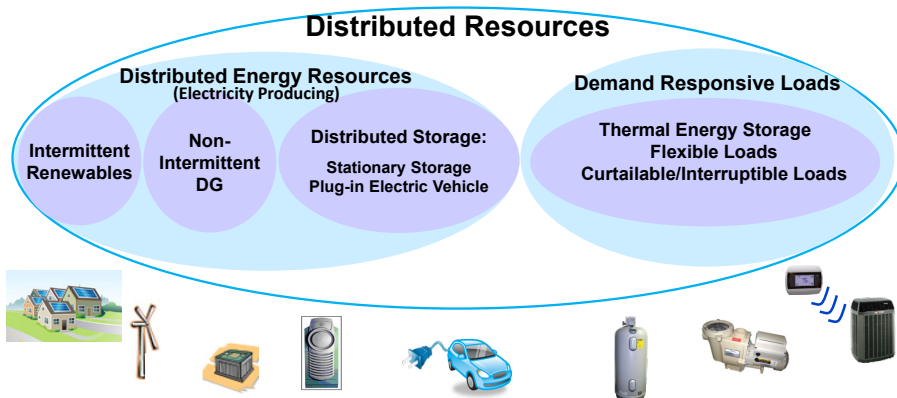 Distributed Resources
Distributed Energy Resources
(Electricity Producing)
Intermittent
Renewables
Non-
Intermittent
DG
Distributed Storage:
Stationary Storage
Plug-in Electric Vehicle
Demand Responsive Loads
Thermal Energy Storage
Flexible Loads
Curtailable/Interruptible Loads